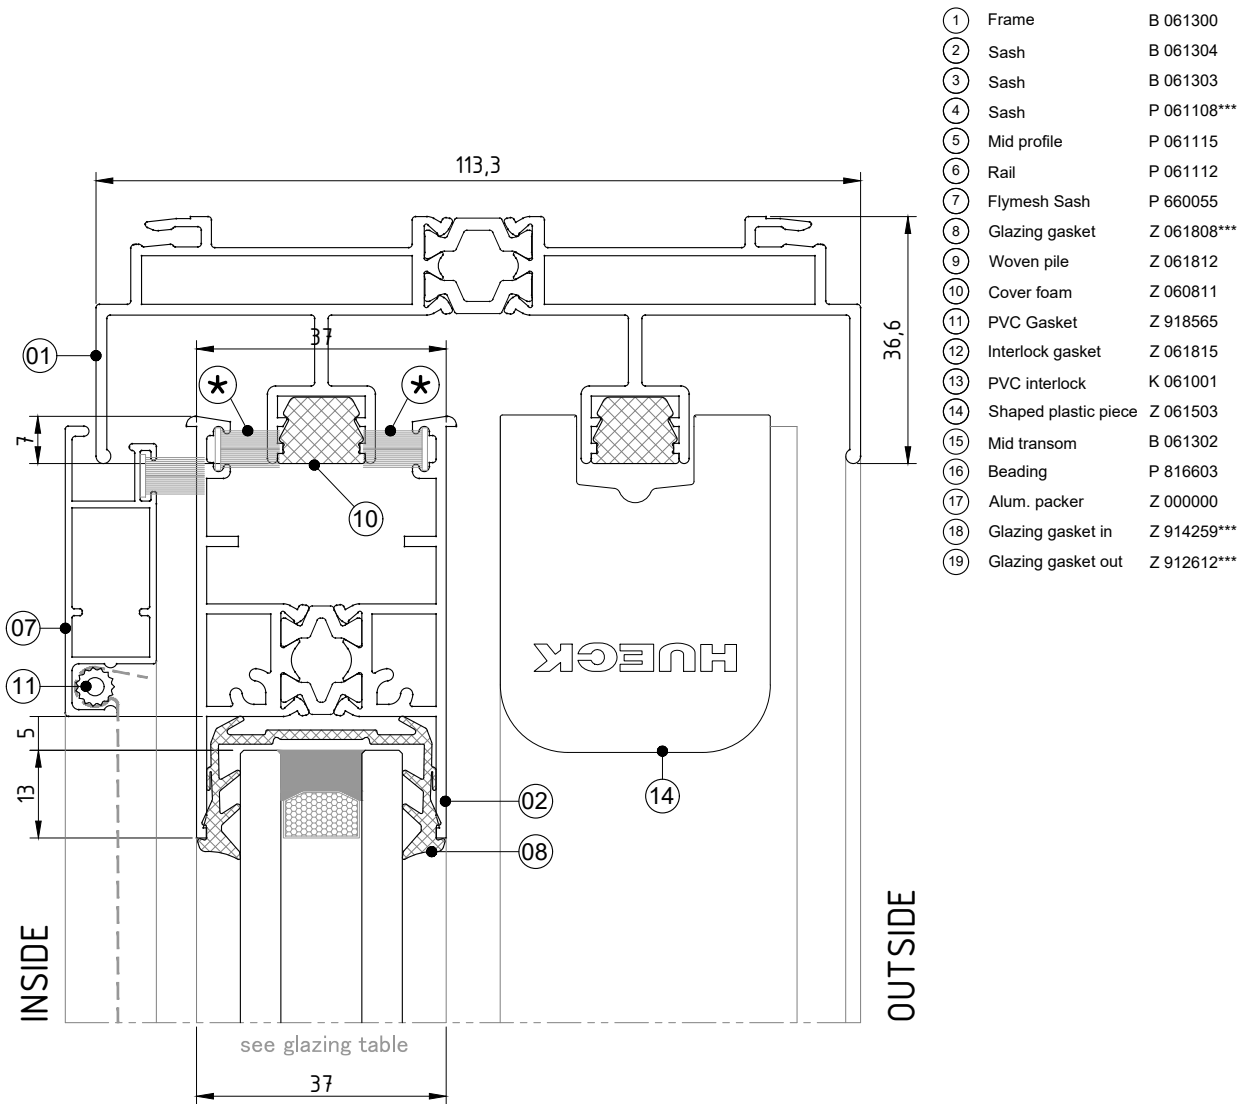 1 Frame B 061300
2 Sash B 061304
3 Sash B 061303
4 Sash P 061108***
5 Mid profile P 061115
6 Rail P 061112
7 Flymesh Sash P 660055
8 Glazing gasket Z 061808***
9 Woven pile Z 061812
10 Cover foam Z 060811
11 PVC Gasket Z 918565
12 Interlock gasket Z 061815
13 PVC interlock K 061001
14 Shaped plastic piece Z 061503
15 Mid transom B 061302
16 Beading P 816603
17 Alum. packer Z 000000
18 Glazing gasket in Z 914259***
19 Glazing gasket out Z 912612***
113,3
36,6
37
01
*
*
7
10
07
HUECK
11
5
13
02
14
08
INSIDE
OUTSIDE
see glazing table
37